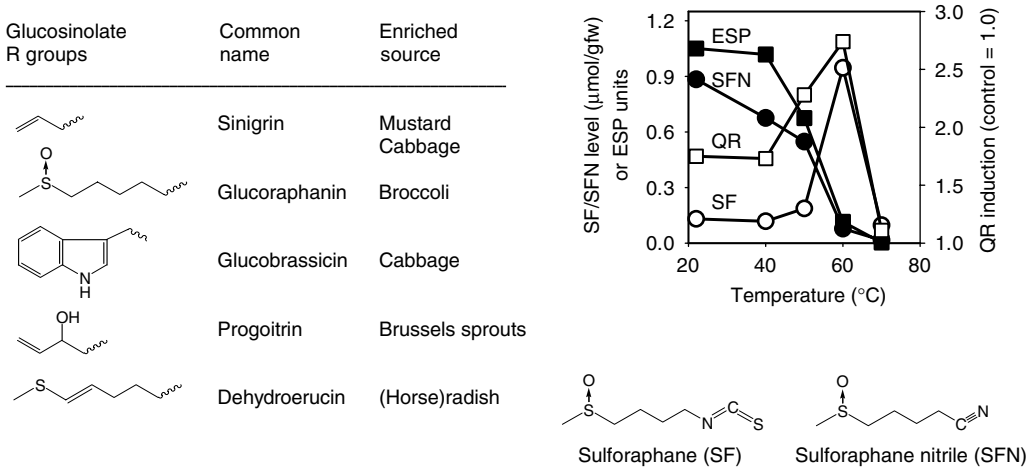 Glucosinolate
R groups
Common
name
Enriched
source
Sinigrin
Mustard
Cabbage
O
S
Glucoraphanin
Broccoli
N
H
Glucobrassicin
Cabbage
OH
Progoitrin
Brussels sprouts
S
Dehydroerucin
(Horse)radish
SF/SFN level (μmol/gfw)
or ESP units
1.2
0.9
0.6
0.3
0.0
ESP
SFN
QR
SF
3.0
2.5
2.0
1.5
1.0
QR induction (control = 1.0)
20 40 60 80
Temperature (°C)
O
S
N
C
S
Sulforaphane (SF)
O
S
C
N
Sulforaphane nitrile (SFN)